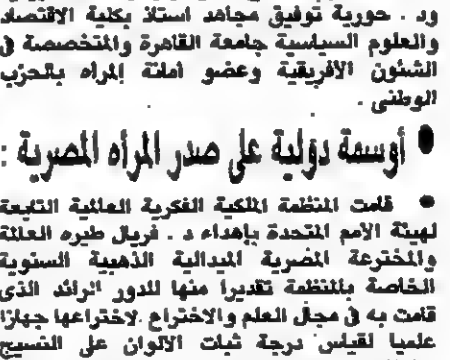 ود . حورية توفيق مجاهد استاذ بكلية الاقتصاد
والعلوم السياسية جامعة القاهرة والمتخصصة فى
الشئون الافريقية وعضو امانة المراه بالحزب
الوطنى .
● أوسمة دولية على صدر المرأه المصرية :
● قامت المنظمة الملكية الفكرية العالمية التابعة
لهيئة الامم المتحدة بإهداء د . فريال طيره العالمة
والمخترعة المصرية الميدالية الذهبية السنوية
الخاصة بالمنظمة تقديرا منها للدور الرائد الذى
قامت به فى مجال العلم والاختراع .لاختراعها جهازا
علميا لقياس درجة ثبات الالوان على النسيج